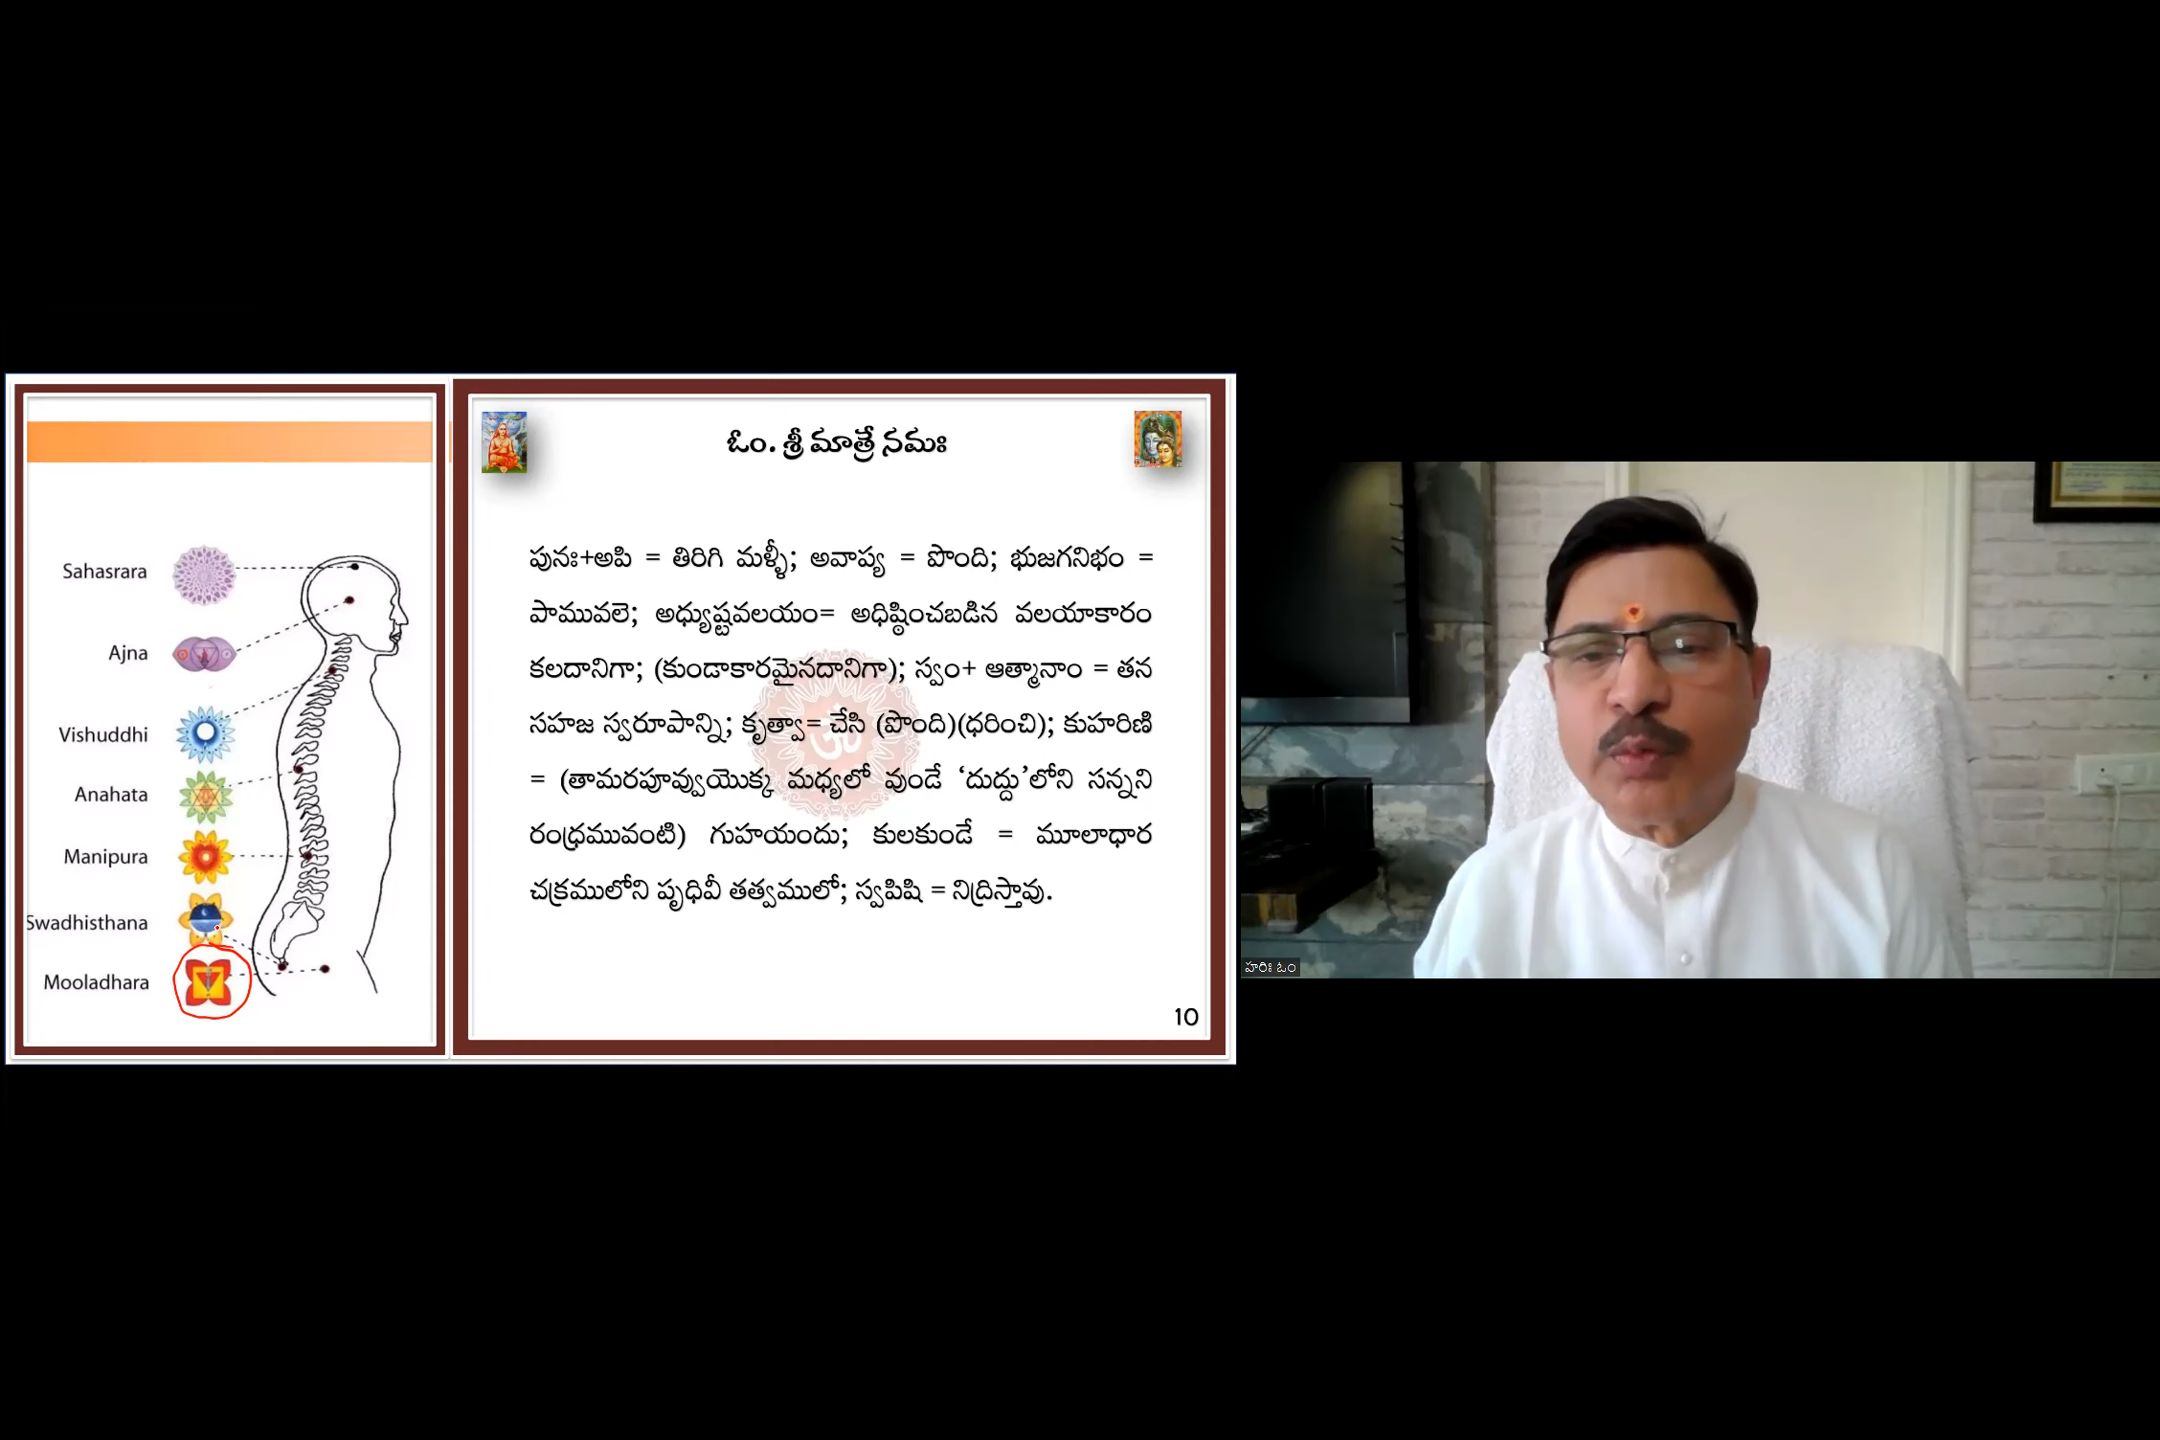 Sahasrara
Ajna
Vishuddhi
Anahata
Manipura
Swadhisthana
Mooladhara
ఓం. శ్రీ మాత్రే నమః
పునః+అపి = తిరిగి మళ్ళీ; అవాప్య = పొంది; భుజగనిభం =
పామువలె; అధ్యుష్టవలయం= అధిష్ఠించబడిన వలయాకారం
కలదానిగా; (కుండాకారమైనదానిగా); స్వం+ ఆత్మానాం = తన
సహజ స్వరూపాన్ని; కృత్వా= చేసి (పొంది)(ధరించి); కుహరిణి
= (తామరపూవ్వుయొక్క మధ్యలో వుండే ‘దుద్దు’లోని సన్నని
రంధ్రమువంటి) గుహయందు; కులకుండే = మూలాధార
చక్రములోని పృధివీ తత్వములో; స్వపిషి = నిద్రిస్తావు.
10
హరిః ఓం